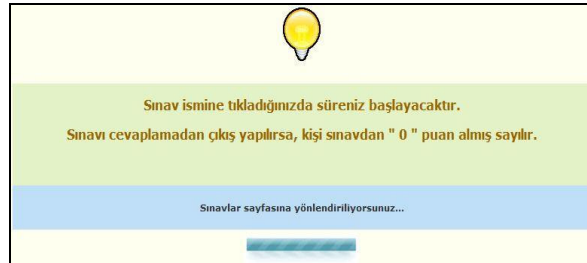 Sınav ismine tıkladığınızda süreniz başlayacaktır.
Sınavı cevaplamadan çıkış yapılırsa, kişi sınavdan " 0 " puan almış sayılır.
Sınavlar sayfasına yönlendiriliyorsunuz...